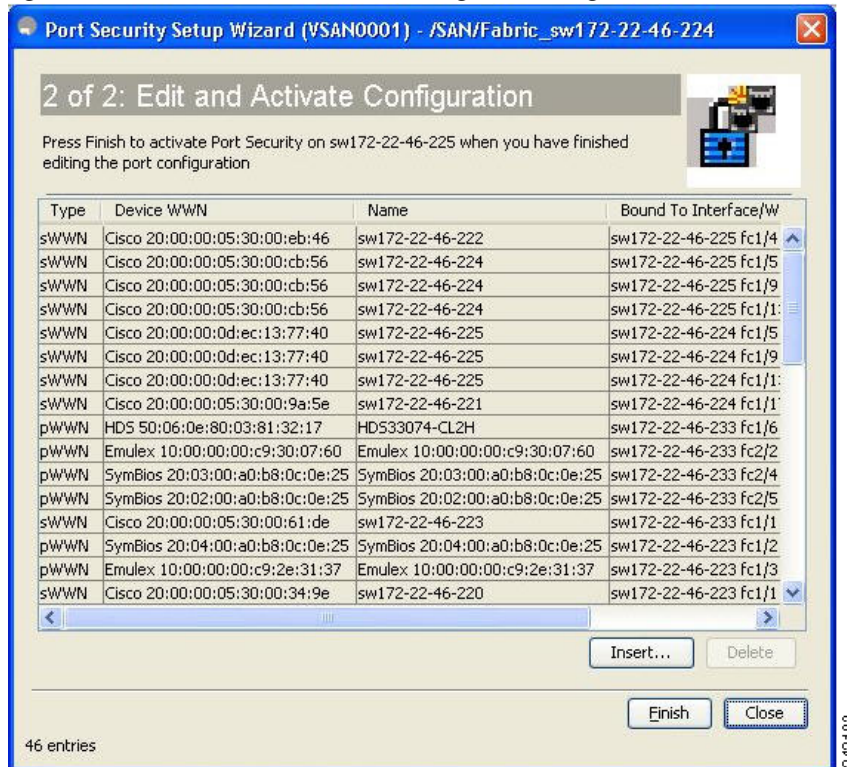 Port Security Setup Wizard (VSAN0001) - /SAN/Fabric_sw172-22-46-224
2 of 2: Edit and Activate Configuration
Press Finish to activate Port Security on sw172-22-46-225 when you have finished
editing the port configuration
Type Device WWN Name Bound To Interface/W
sWWN Cisco 20:00:00:05:30:00:eb:46 sw172-22-46-222 sw172-22-46-225 fc1/4
sWWN Cisco 20:00:00:05:30:00:cb:56 sw172-22-46-224 sw172-22-46-225 fc1/5
sWWN Cisco 20:00:00:05:30:00:cb:56 sw172-22-46-224 sw172-22-46-225 fc1/9
sWWN Cisco 20:00:00:05:30:00:cb:56 sw172-22-46-224 sw172-22-46-225 fc1/1
sWWN Cisco 20:00:00:0d:ec:13:77:40 sw172-22-46-225 sw172-22-46-224 fc1/5
sWWN Cisco 20:00:00:0d:ec:13:77:40 sw172-22-46-225 sw172-22-46-224 fc1/9
sWWN Cisco 20:00:00:0d:ec:13:77:40 sw172-22-46-225 sw172-22-46-224 fc1/1
sWWN Cisco 20:00:00:05:30:00:9a:5e sw172-22-46-221 sw172-22-46-224 fc1/1
pWWN HDS 50:06:0e:80:03:81:32:17 HDS33074-CL2H sw172-22-46-233 fc1/6
pWWN Emulex 10:00:00:00:c9:30:07:60 Emulex 10:00:00:00:c9:30:07:60 sw172-22-46-233 fc2/2
pWWN SymBios 20:03:00:a0:b8:0c:0e:25 SymBios 20:03:00:a0:b8:0c:0e:25 sw172-22-46-233 fc2/4
pWWN SymBios 20:02:00:a0:b8:0c:0e:25 SymBios 20:02:00:a0:b8:0c:0e:25 sw172-22-46-233 fc2/5
sWWN Cisco 20:00:00:05:30:00:61:de sw172-22-46-223 sw172-22-46-233 fc1/1
pWWN SymBios 20:04:00:a0:b8:0c:0e:25 SymBios 20:04:00:a0:b8:0c:0e:25 sw172-22-46-223 fc1/2
pWWN Emulex 10:00:00:00:c9:2e:31:37 Emulex 10:00:00:00:c9:2e:31:37 sw172-22-46-223 fc1/3
sWWN Cisco 20:00:00:05:30:00:34:9e sw172-22-46-220 sw172-22-46-223 fc1/1
Insert... Delete
Finish Close
46 entries